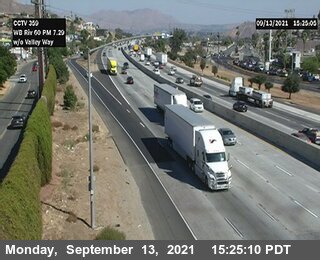 CCTV 359
WB Riv 60 PM 7.29
w/o Valley Way
09/13/2021 15:25:05
Monday, September 13, 2021 15:25:10 PDT